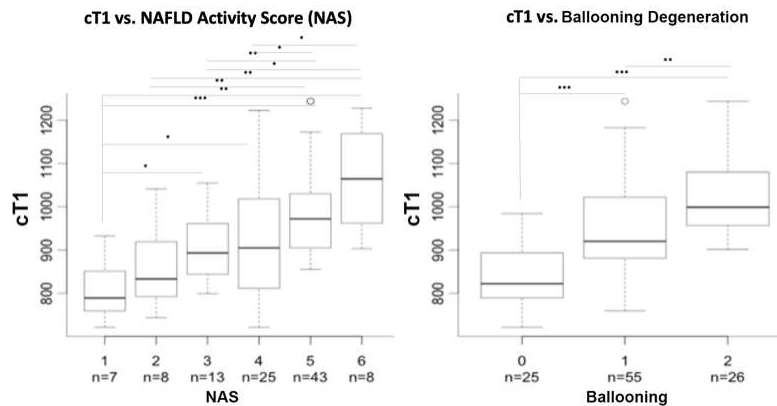 cT1 vs. NAFLD Activity Score (NAS)
cT1
1200
1100
1000
900
800
1 2 3 4 5 6
n=7 n=8 n=13 n=25 n=43 n=8
NAS
cT1 vs. Ballooning Degeneration
cT1
1200
1100
1000
900
800
0 1 2
n=25 n=55 n=26
Ballooning